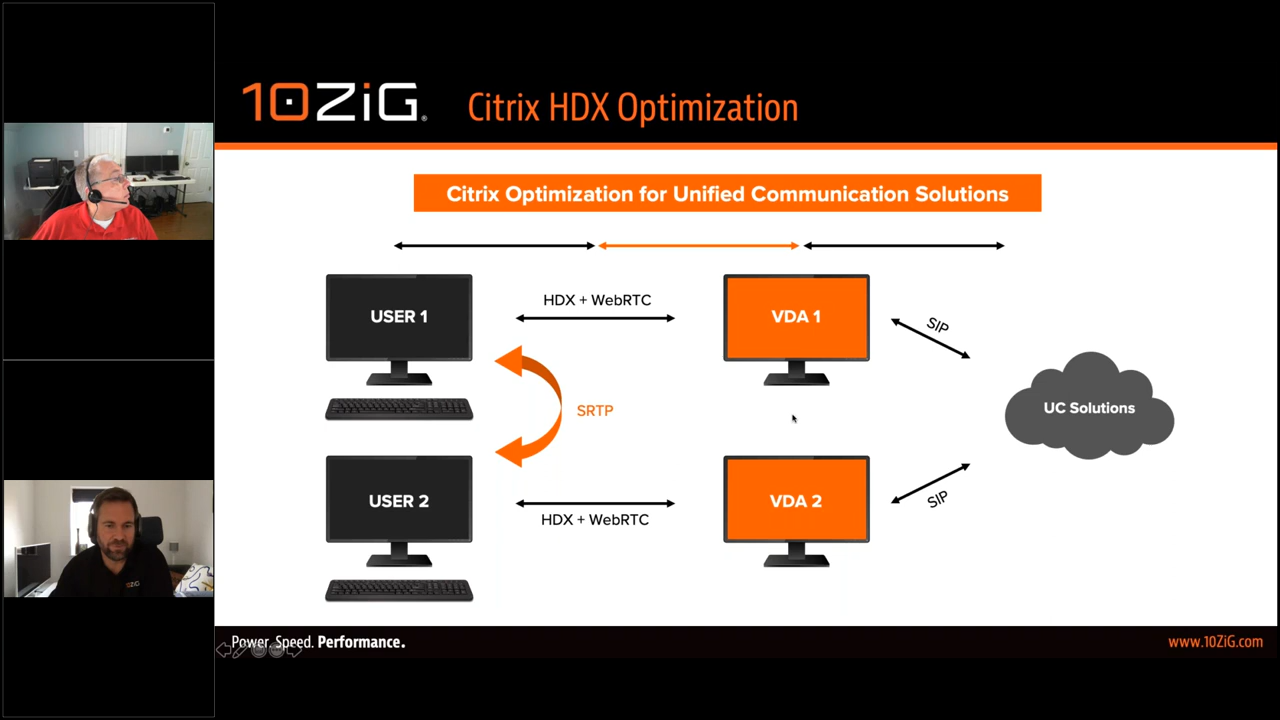 10ZiG®
Citrix HDX Optimization
Citrix Optimization for Unified Communication Solutions
USER 1
HDX + WebRTC
VDA 1
SIP
SRTP
UC Solutions
USER 2
HDX + WebRTC
VDA 2
SIP
10ZiG
Power. Speed. Performance.
www.10ZiG.com